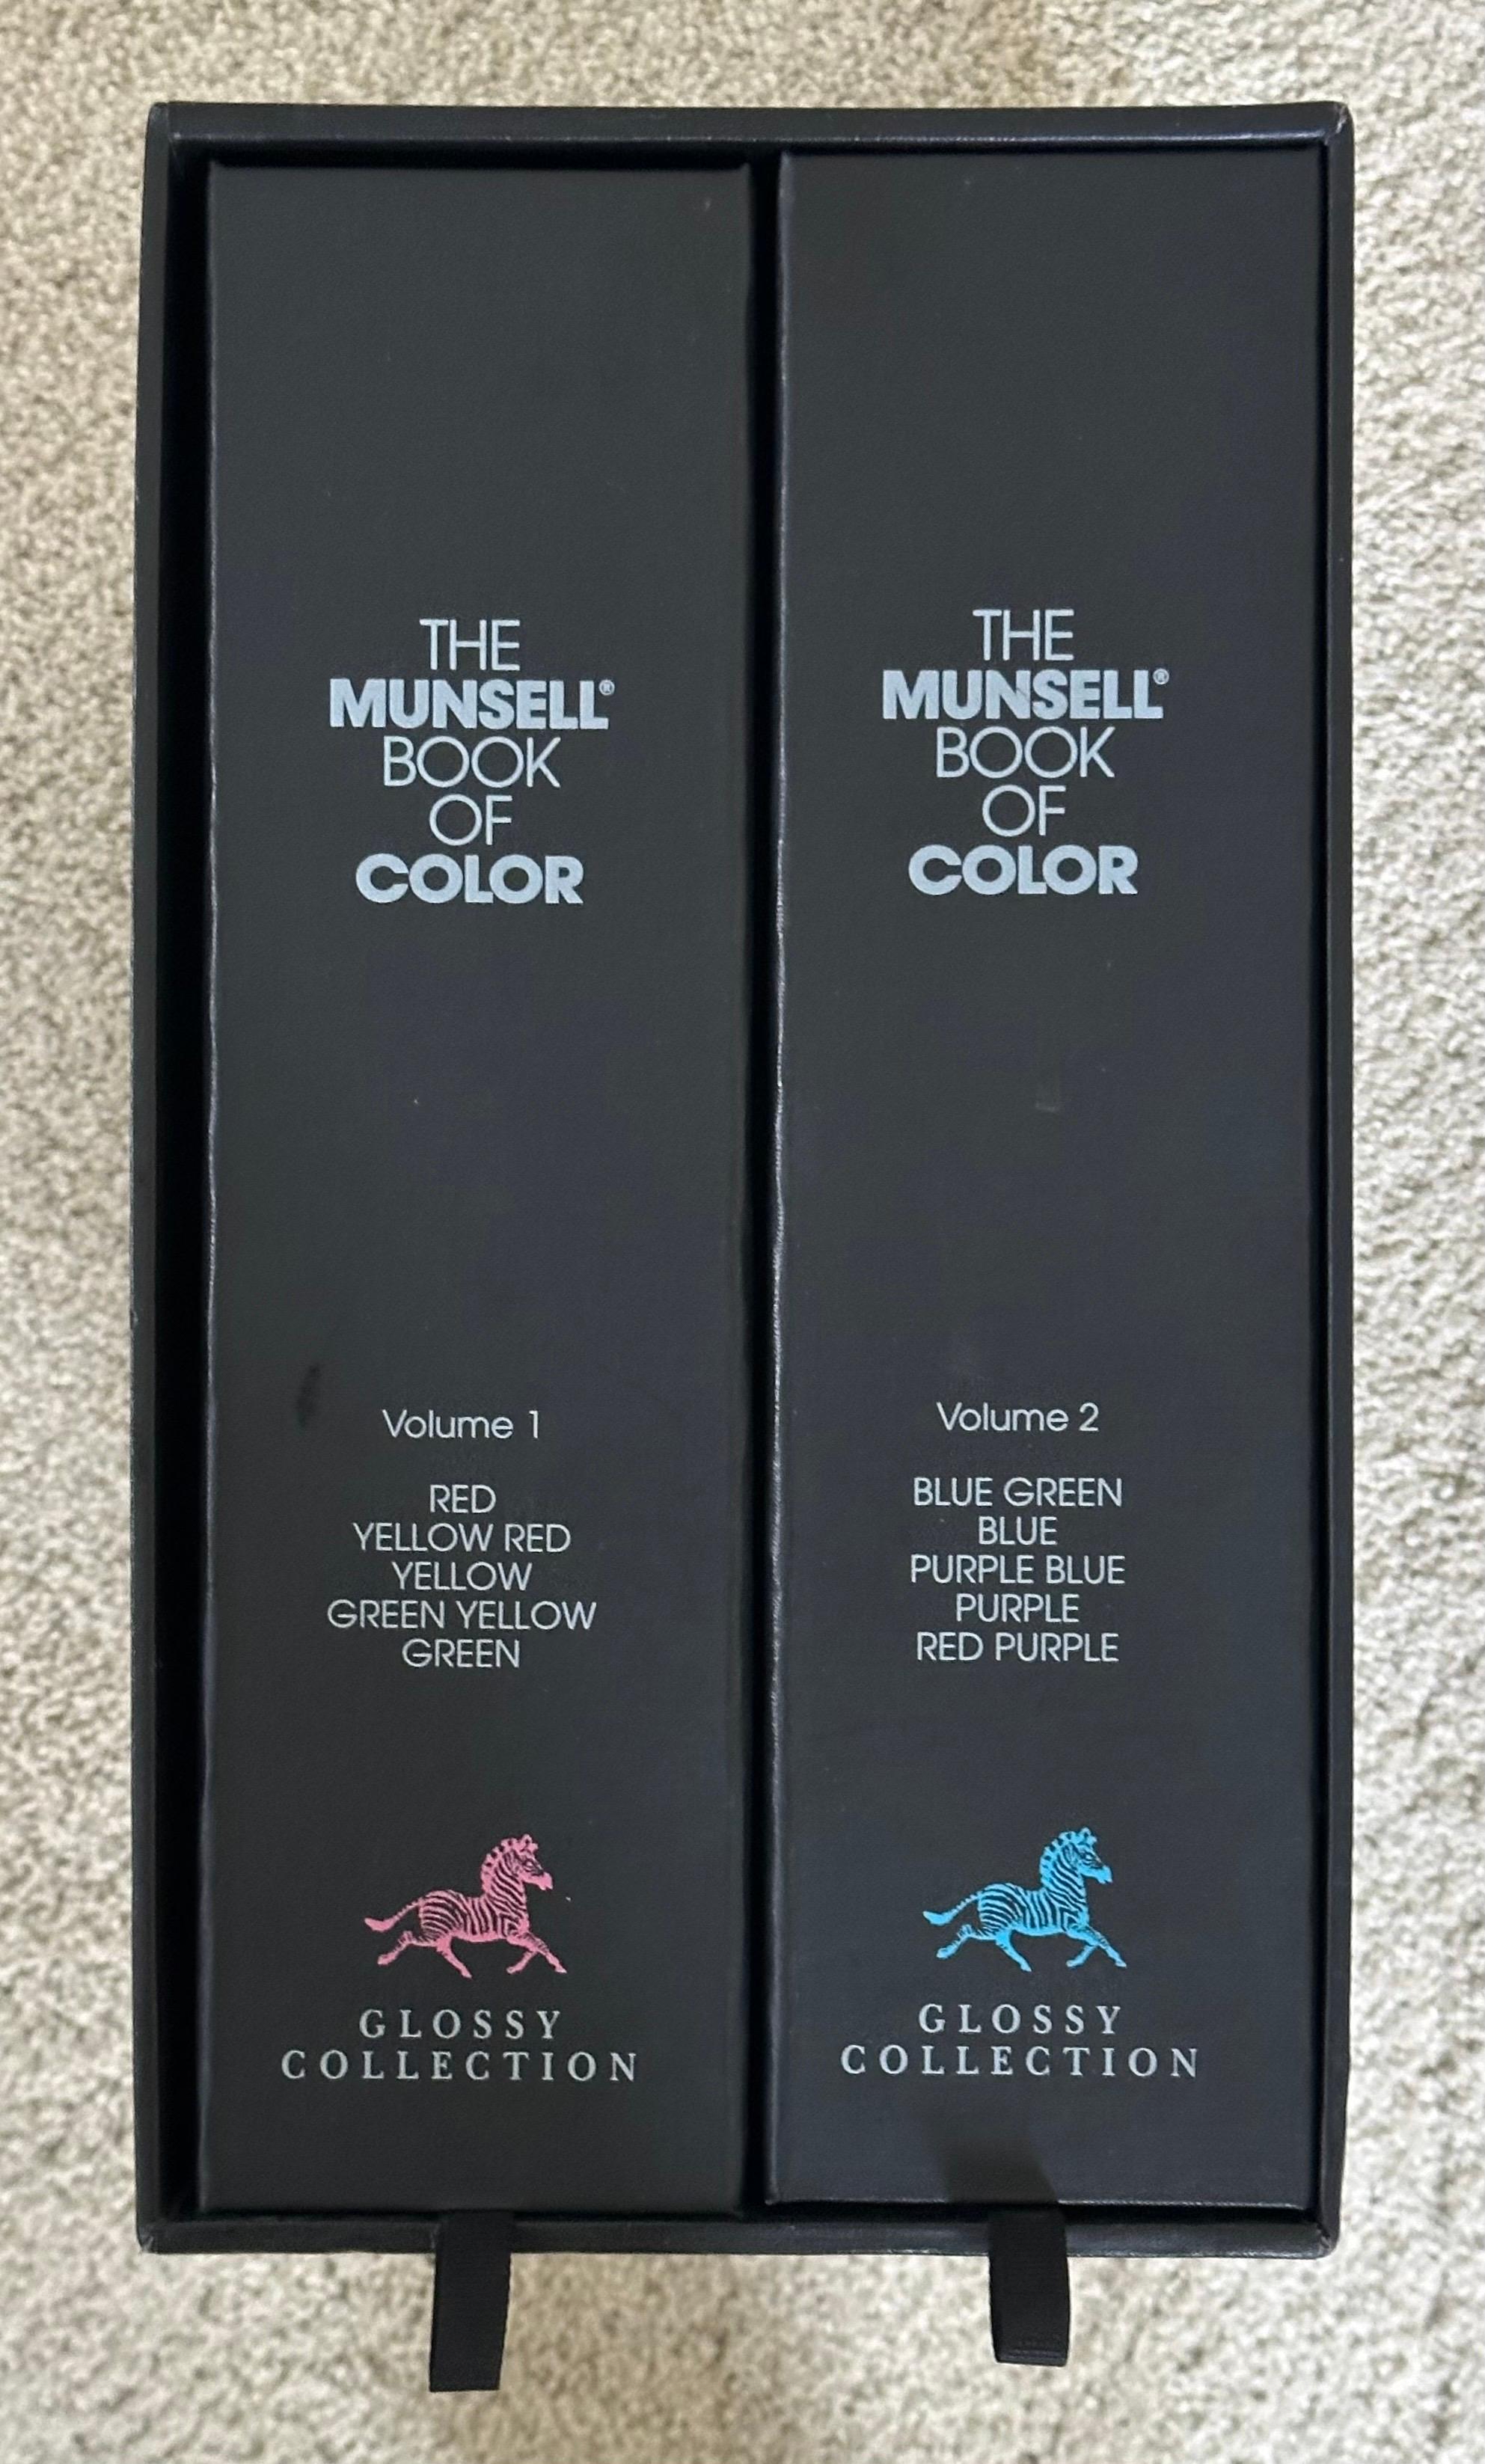 THE
MUNSELL®
BOOK
OF
COLOR
Volume 1
RED
YELLOW RED
YELLOW
GREEN YELLOW
GREEN
GLOSSY
COLLECTION
THE
MUNSELL®
BOOK
OF
COLOR
Volume 2
BLUE GREEN
BLUE
PURPLE BLUE
PURPLE
RED PURPLE
GLOSSY
COLLECTION